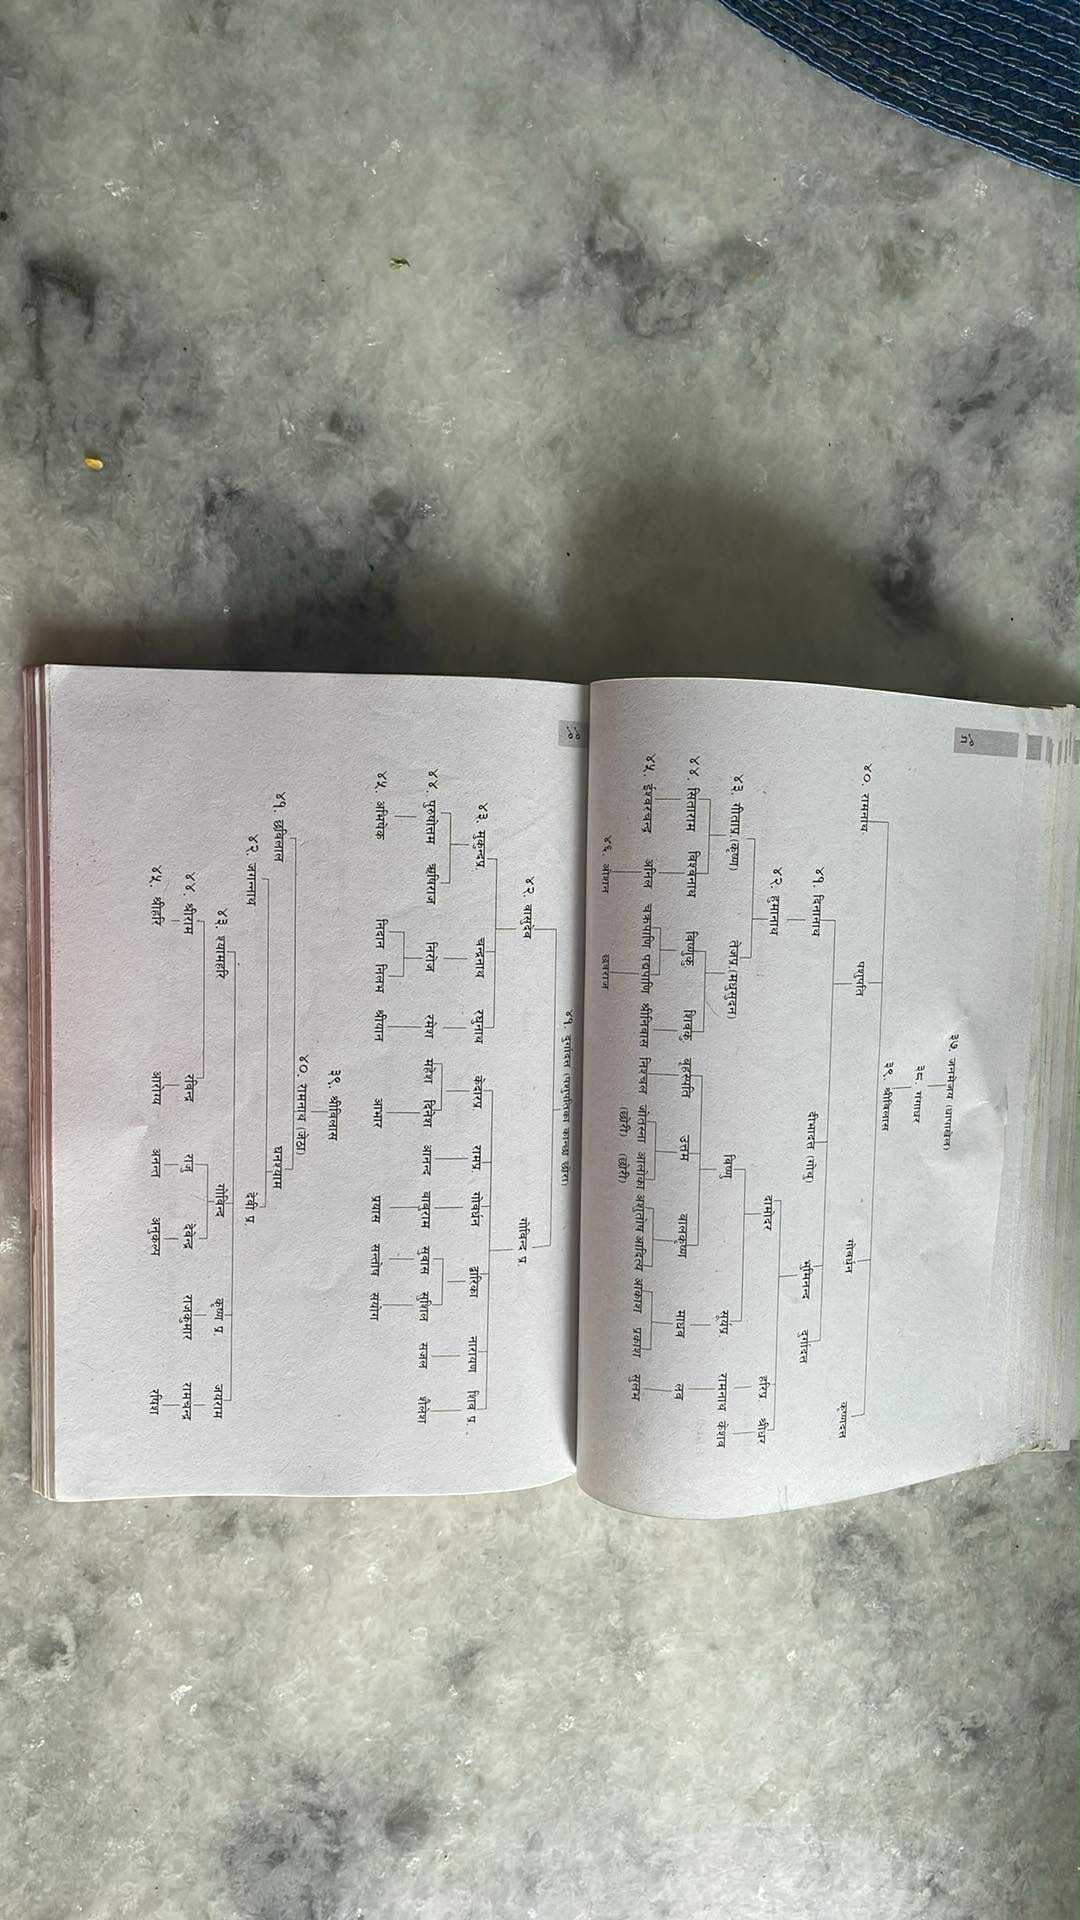 ३७. जनमेजय (थापाखेल)
३८. गंगाधर
३९. श्रीविलास
४०. रामनाथ पशुपति गोवर्धन कृष्णदत्त
४१. दिनानाथ दीभादत्त (गोथु) भुमिनन्द दुर्गादत्त
४२. हुमानाथ दामोदर हरिप्र. श्रीधर
४३. गीताप्र.(कृष्ण) तेजप्र.(मधुसुदन) विष्णु सूर्यप्र. रामनाथ केशव
४४. सिताराम विश्वनाथ विष्णुकु. शिवकु. बृहस्पति उत्तम बालकृष्ण माधव लव
४५. ईश्वरचन्द्र अनिल चक्रपाणि पद्मपाणि श्रीनिवास निश्चल जोतस्ना आलोका अशुतोष आदित्य आकाश प्रकाश सुलभ
(छोरी) (छोरी)
४६. ओशन छत्रराज
४१. दुर्गादत्त (पशुपतिका कान्छा छोरा)
४२. वासुदेव गोविन्द प्र.
४३. मुकुन्दप्र. चन्द्रनाथ रघुनाथ केदारप्र. रामप्र. गोवर्धन द्वारिका नारायण शिव प्र.
४४. पुरुषोत्तम ऋषिराज निरोज रमेश महेश दिनेश आनन्द बाबुराम सुवास सुशिल सजल शैलेश
४५. अभिषेक निदान निलभ श्रीयान आभार प्रयास सन्तोष संयोग
३९. श्रीविलास
४०. रामनाथ (जेठा)
४१. छविलाल घनश्याम
४२. जगन्नाथ देवी प्र.
४३. श्यामहरि गोविन्द कृष्ण प्र. जयराम
४४. श्रीराम रविन्द्र राजु देवेन्द्र राजकुमार रामचन्द्र
४५. श्रीहरि आरोग्य अनन्त अनुकल्प रषिश